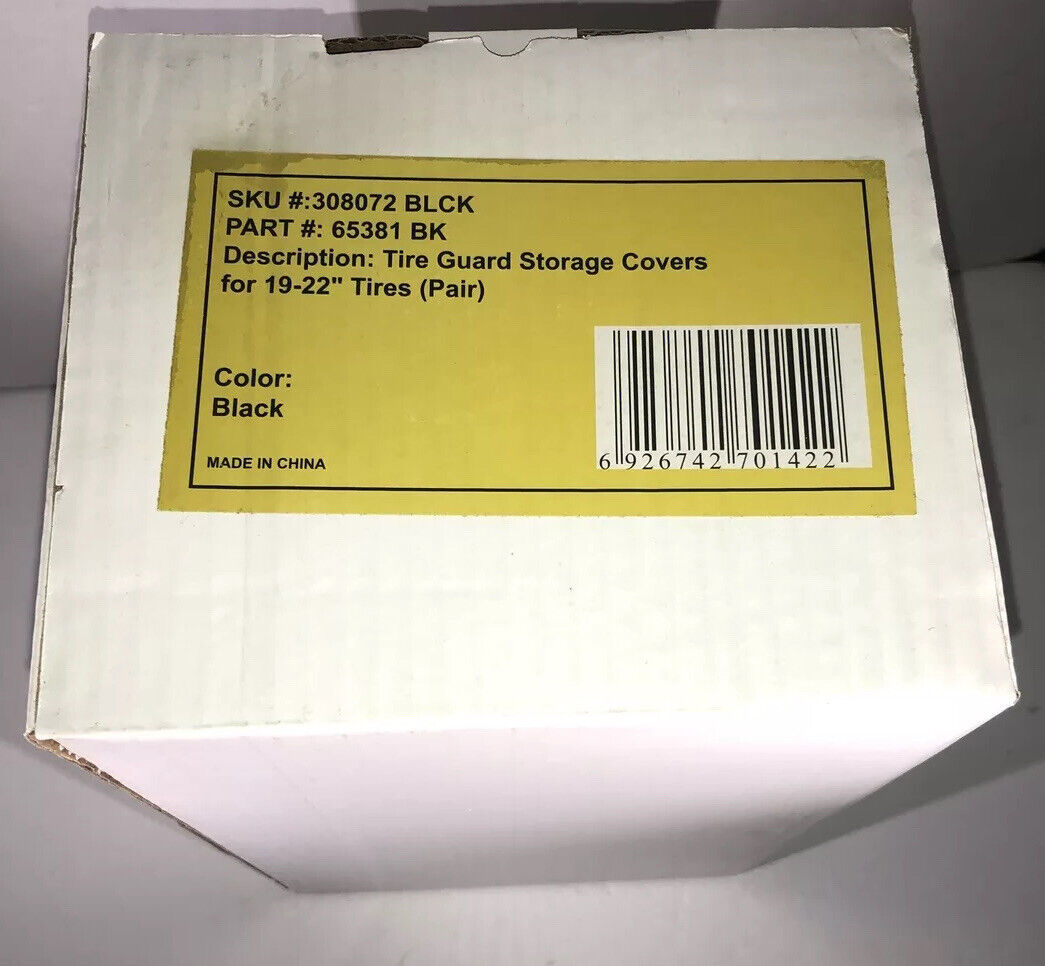 SKU #:308072 BLCK
PART #: 65381 BK
Description: Tire Guard Storage Covers
for 19-22" Tires (Pair)
Color:
Black
MADE IN CHINA
6 926742 701422